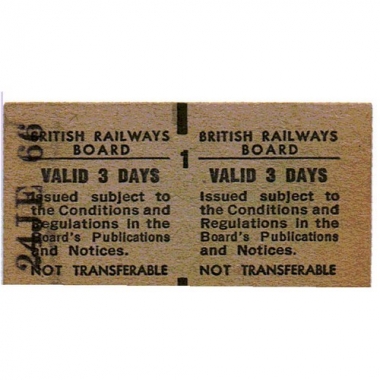 24 JE 66
BRITISH RAILWAYS
BOARD
VALID 3 DAYS
Issued subject to
the Conditions and
Regulations in the
Board's Publications
and Notices.
NOT TRANSFERABLE
1
BRITISH RAILWAYS
BOARD
VALID 3 DAYS
Issued subject to
the Conditions and
Regulations in the
Board's Publications
and Notices.
NOT TRANSFERABLE